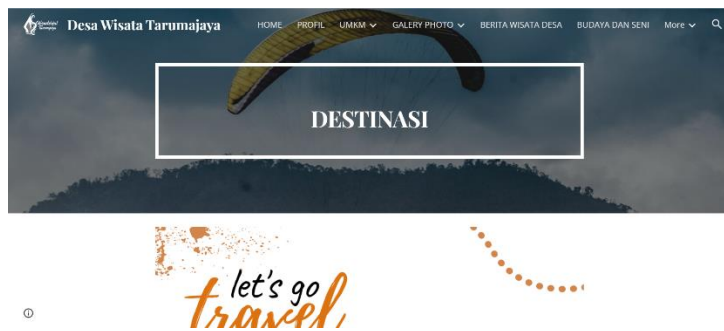 Desa Wisata Tarumajaya
HOME PROFIL UMKM GALERY PHOTO BERITA WISATA DESA BUDAYA DAN SENI More
DESTINASI
let's go
travel